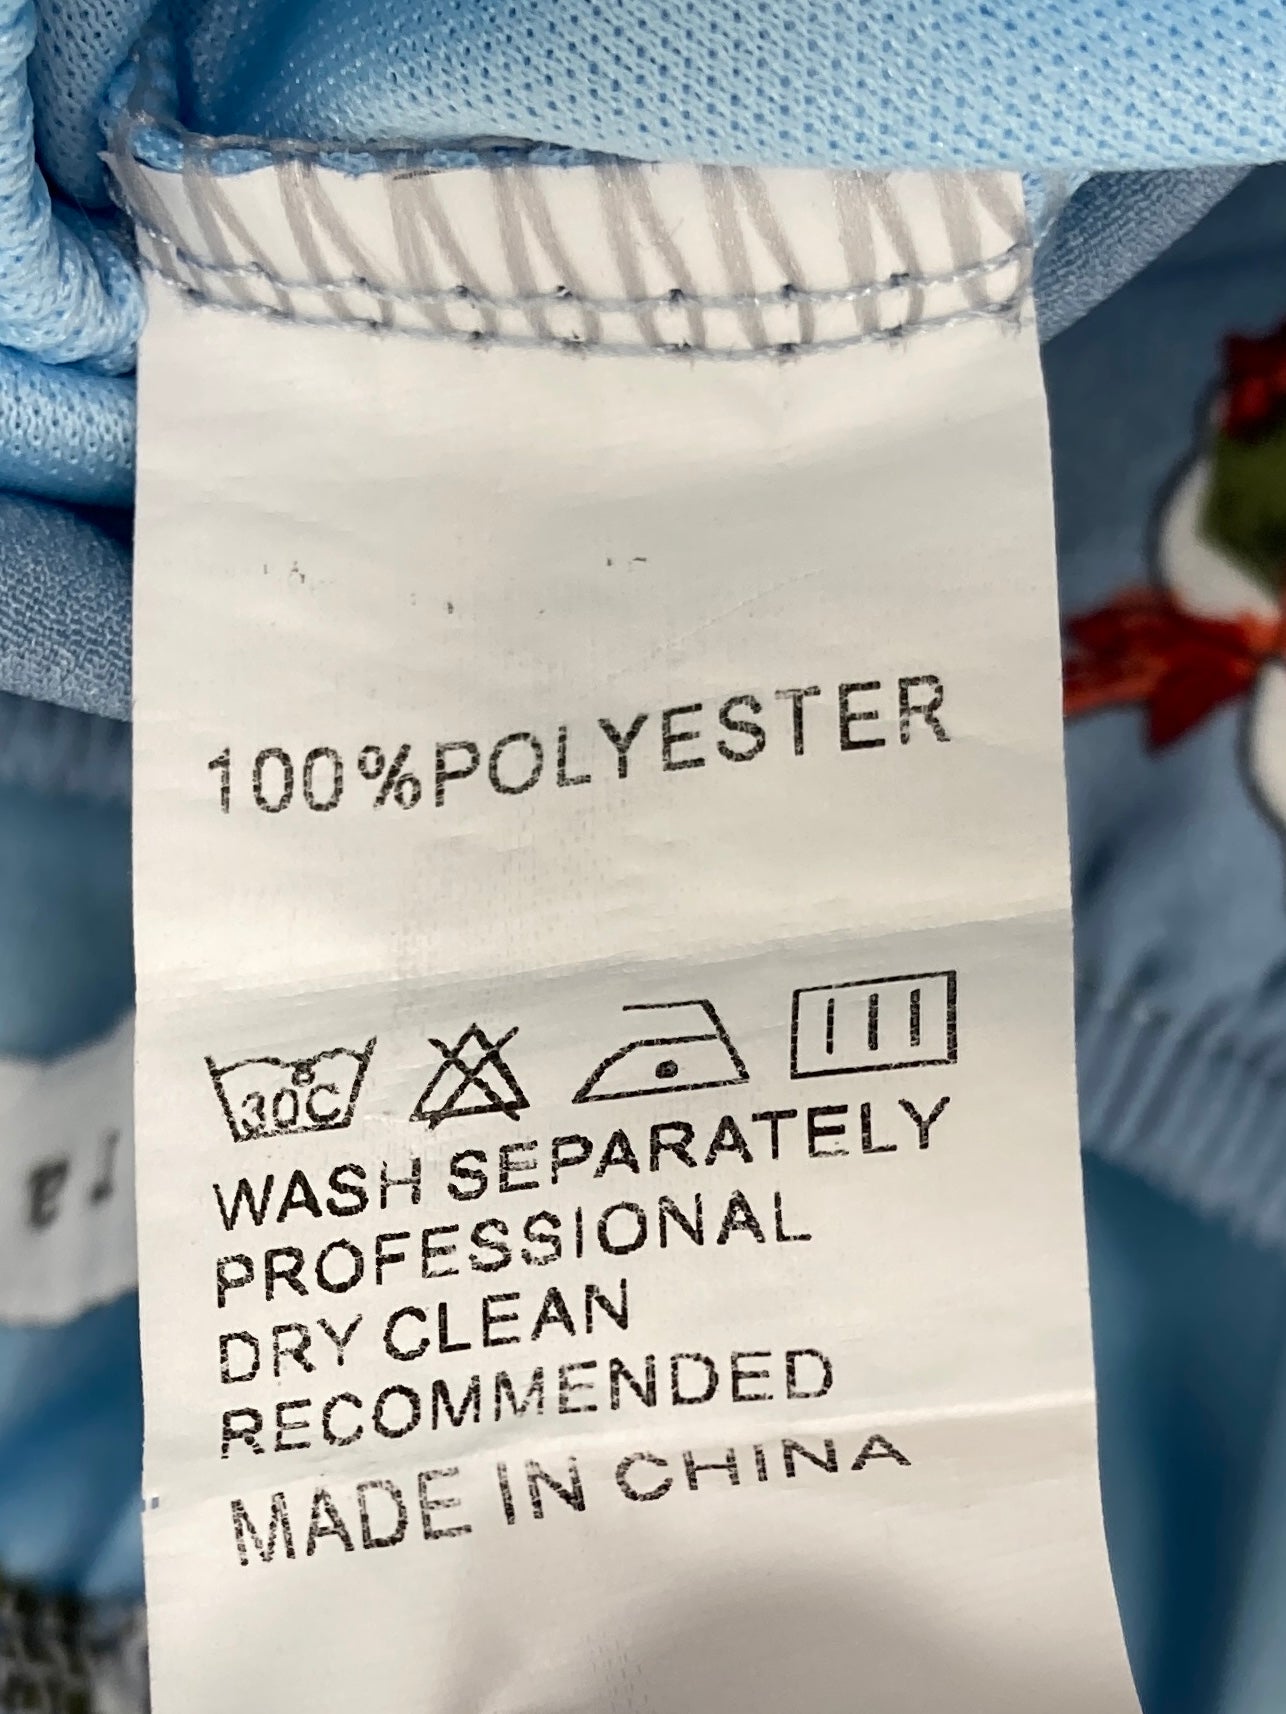 100%POLYESTER
30C
WASH SEPARATELY
PROFESSIONAL
DRY CLEAN
RECOMMENDED
MADE IN CHINA